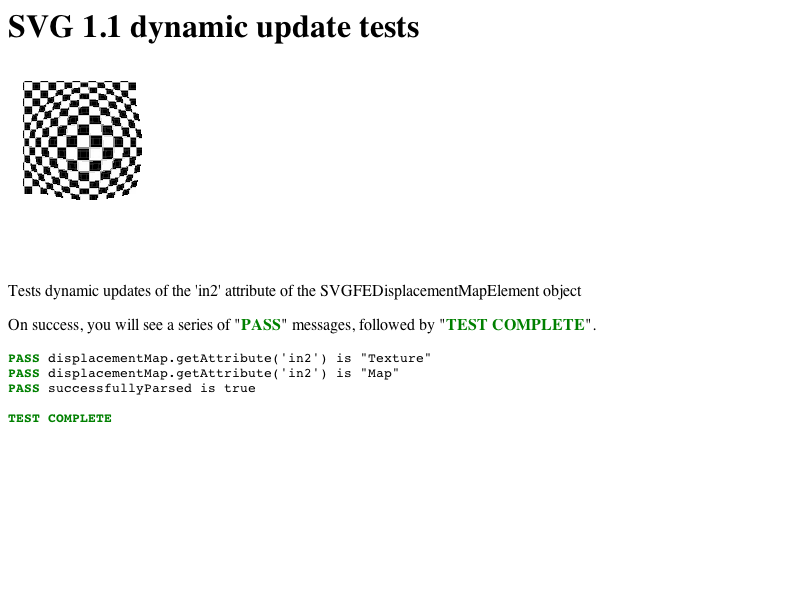 SVG 1.1 dynamic update tests
Tests dynamic updates of the 'in2' attribute of the SVGFEDisplacementMapElement object
On success, you will see a series of "PASS" messages, followed by "TEST COMPLETE".
PASS displacementMap.getAttribute('in2') is "Texture"
PASS displacementMap.getAttribute('in2') is "Map"
PASS successfullyParsed is true
TEST COMPLETE